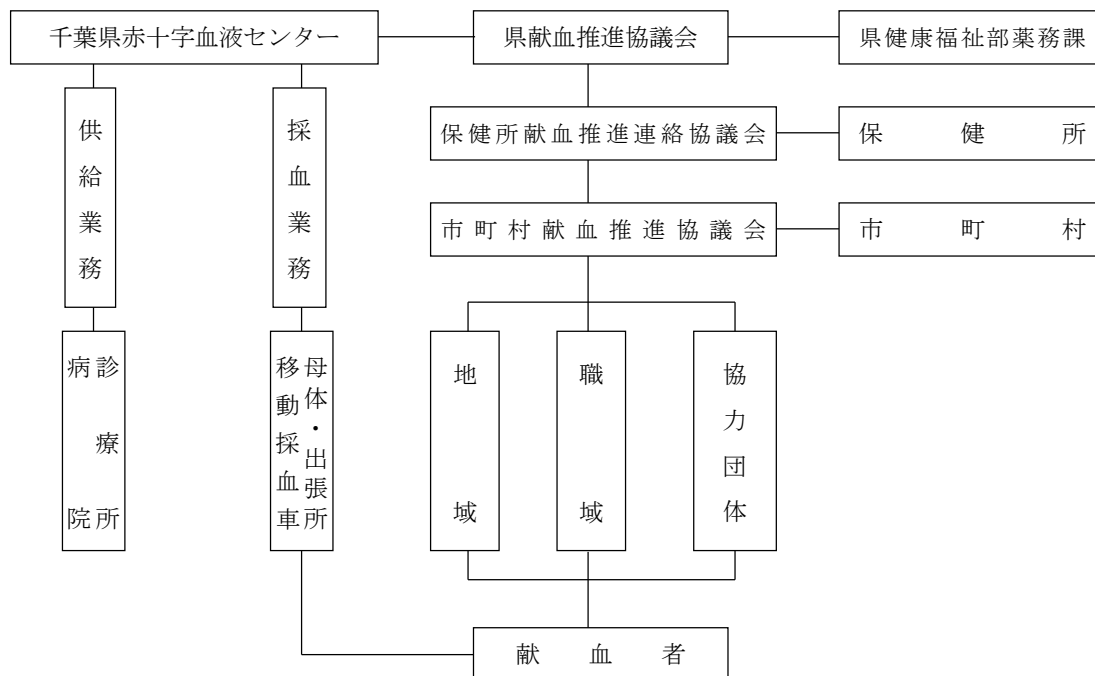 千葉県赤十字血液センター
県献血推進協議会
県健康福祉部薬務課
供給業務
採血業務
保健所献血推進連絡協議会
保健所
市町村献血推進協議会
市町村
診療所
病院
母体・出張所
移動採血車
地域
職域
協力団体
献血者